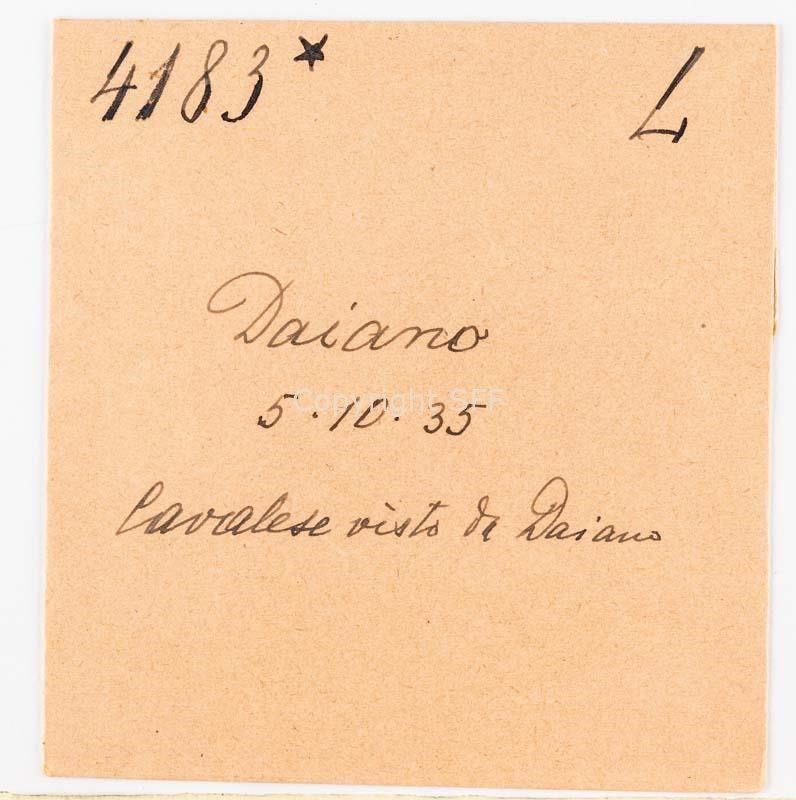 4183* L
Daiano
Copyright SFF
5.10.35
Cavalese visto da Daiano